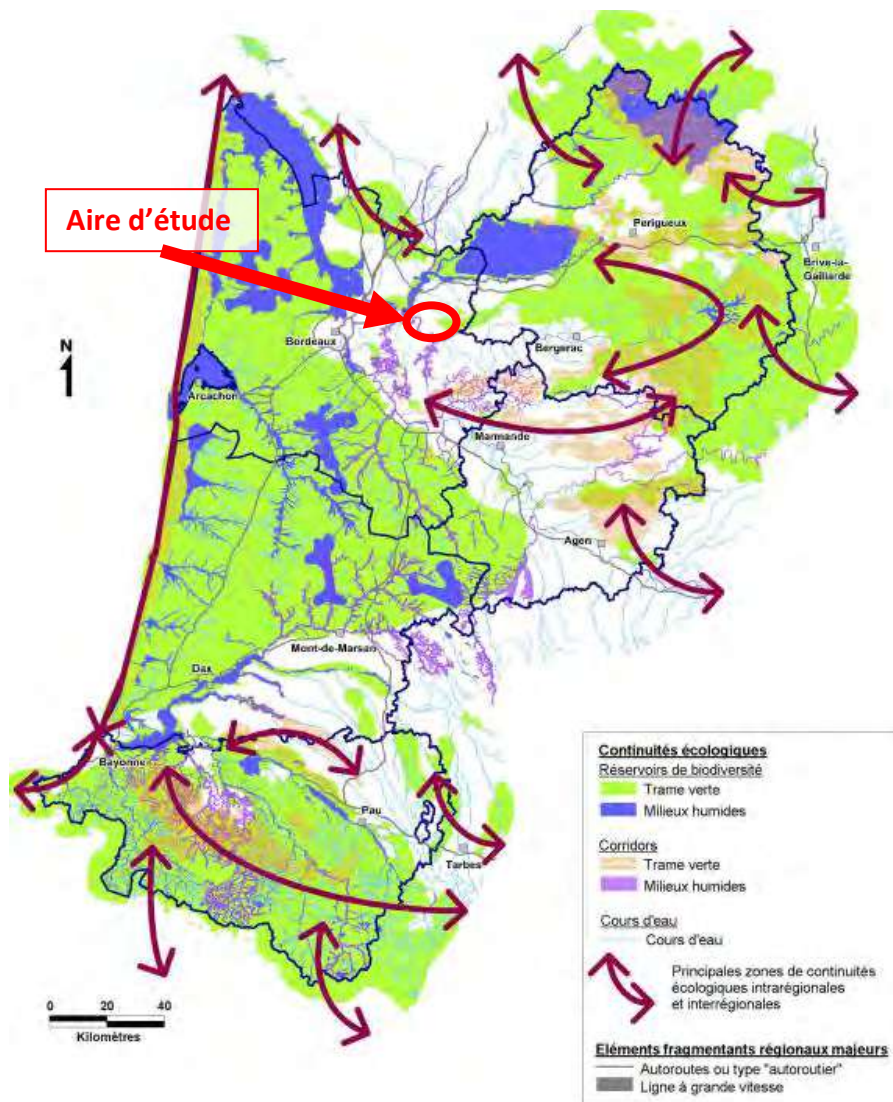 Aire d'étude
Périgueux
Brive-la-
Gaillarde
Bordeaux
Bergerac
N
Arcachon
Marmande
Agen
Mont-de-Marsan
Dax
Bayonne
Pau
Tarbes
0 20 40
Kilomètres
Continuités écologiques
Réservoirs de biodiversité
Trame verte
Milieux humides
Corridors
Trame verte
Milieux humides
Cours d'eau
Cours d'eau
Principales zones de continuités
écologiques intrarégionales
et interrégionales
Eléments fragmentants régionaux majeurs
Autoroutes ou type "autoroutier"
Ligne à grande vitesse